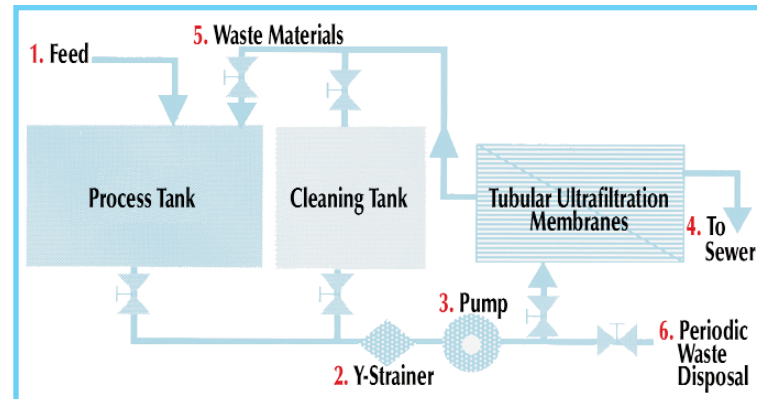 5. Waste Materials
1. Feed
Process Tank
Cleaning Tank
Tubular Ultrafiltration
Membranes
4. To
Sewer
3. Pump
2. Y-Strainer
6. Periodic
Waste
Disposal